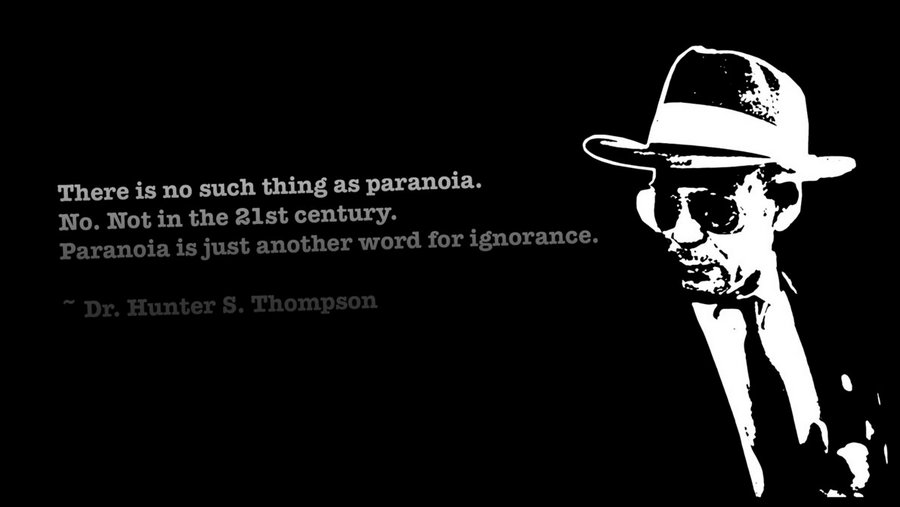 There is no such thing as paranoia.
No. Not in the 21st century.
Paranoia is just another word for ignorance.
~ Dr. Hunter S. Thompson